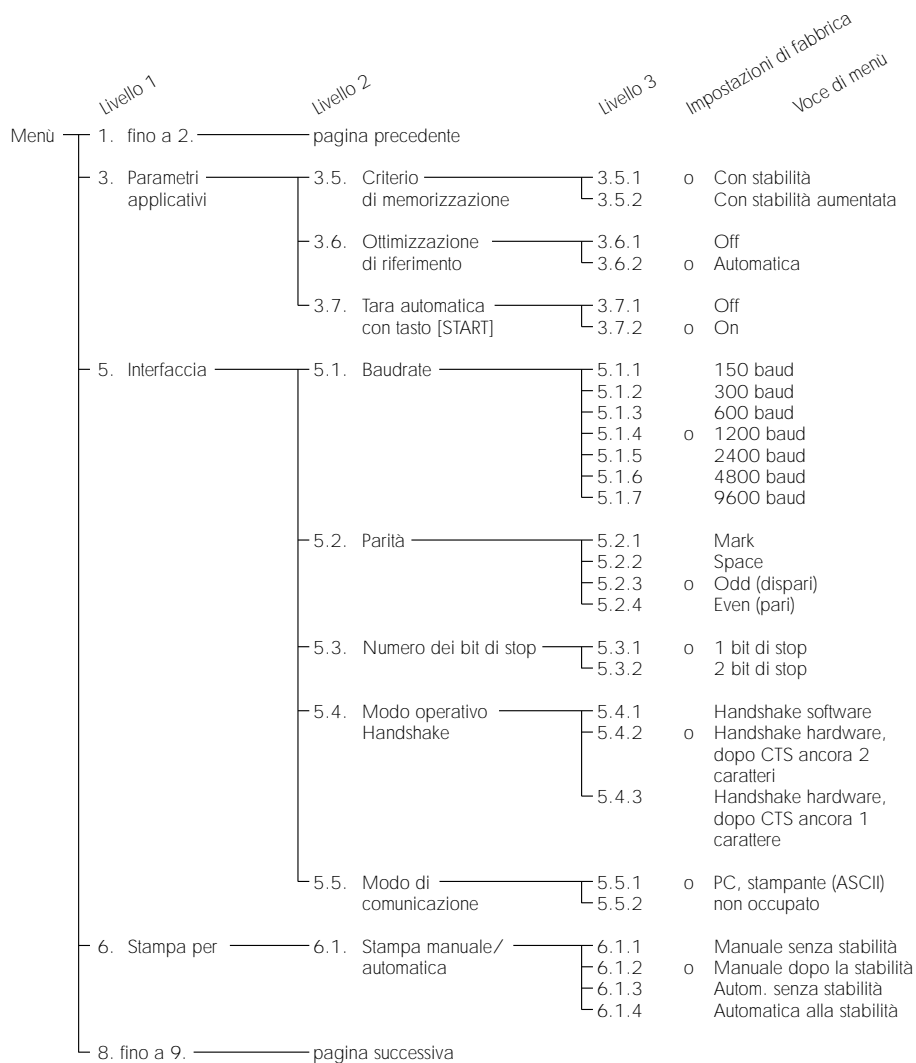 Livello 1 Livello 2 Livello 3 Impostazioni di fabbrica Voce di menù
Menù 1. fino a 2. pagina precedente
3. Parametri 3.5. Criterio 3.5.1 o Con stabilità
applicativi di memorizzazione 3.5.2 Con stabilità aumentata
3.6. Ottimizzazione 3.6.1 Off
di riferimento 3.6.2 o Automatica
3.7. Tara automatica 3.7.1 Off
con tasto [START] 3.7.2 o On
5. Interfaccia 5.1. Baudrate 5.1.1 150 baud
5.1.2 300 baud
5.1.3 600 baud
5.1.4 o 1200 baud
5.1.5 2400 baud
5.1.6 4800 baud
5.1.7 9600 baud
5.2. Parità 5.2.1 Mark
5.2.2 Space
5.2.3 o Odd (dispari)
5.2.4 Even (pari)
5.3. Numero dei bit di stop 5.3.1 o 1 bit di stop
5.3.2 2 bit di stop
5.4. Modo operativo 5.4.1 Handshake software
Handshake 5.4.2 o Handshake hardware,
dopo CTS ancora 2
caratteri
5.4.3 Handshake hardware,
dopo CTS ancora 1
carattere
5.5. Modo di 5.5.1 o PC, stampante (ASCII)
comunicazione 5.5.2 non occupato
6. Stampa per 6.1. Stampa manuale/ 6.1.1 Manuale senza stabilità
automatica 6.1.2 o Manuale dopo la stabilità
6.1.3 Autom. senza stabilità
6.1.4 Automatica alla stabilità
8. fino a 9. pagina successiva